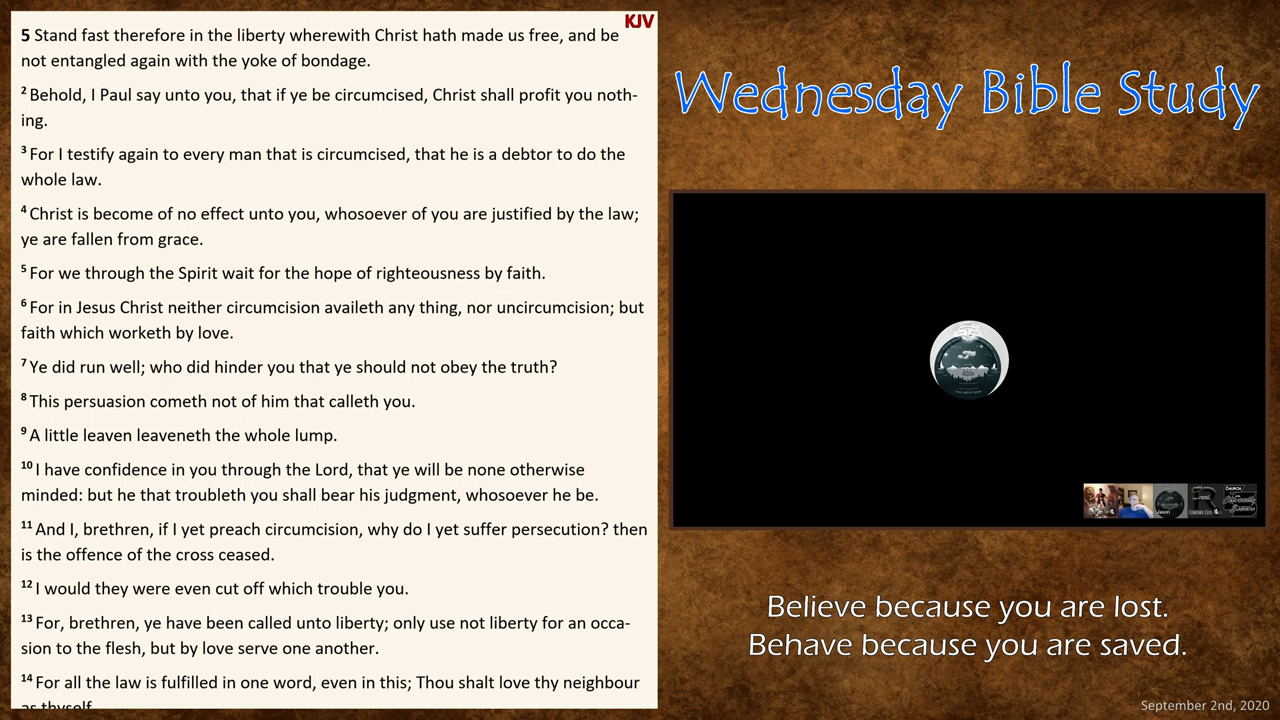 KJV
5 Stand fast therefore in the liberty wherewith Christ hath made us free, and be
not entangled again with the yoke of bondage.
2 Behold, I Paul say unto you, that if ye be circumcised, Christ shall profit you noth-
ing.
3 For I testify again to every man that is circumcised, that he is a debtor to do the
whole law.
4 Christ is become of no effect unto you, whosoever of you are justified by the law;
ye are fallen from grace.
5 For we through the Spirit wait for the hope of righteousness by faith.
6 For in Jesus Christ neither circumcision availeth any thing, nor uncircumcision; but
faith which worketh by love.
7 Ye did run well; who did hinder you that ye should not obey the truth?
8 This persuasion cometh not of him that calleth you.
9 A little leaven leaveneth the whole lump.
10 I have confidence in you through the Lord, that ye will be none otherwise
minded: but he that troubleth you shall bear his judgment, whosoever he be.
11 And I, brethren, if I yet preach circumcision, why do I yet suffer persecution? then
is the offence of the cross ceased.
12 I would they were even cut off which trouble you.
13 For, brethren, ye have been called unto liberty; only use not liberty for an occa-
sion to the flesh, but by love serve one another.
14 For all the law is fulfilled in one word, even in this; Thou shalt love thy neighbour
as thyself
Wednesday Bible Study
Jason
Church
Believe because you are lost.
Behave because you are saved.
September 2nd, 2020